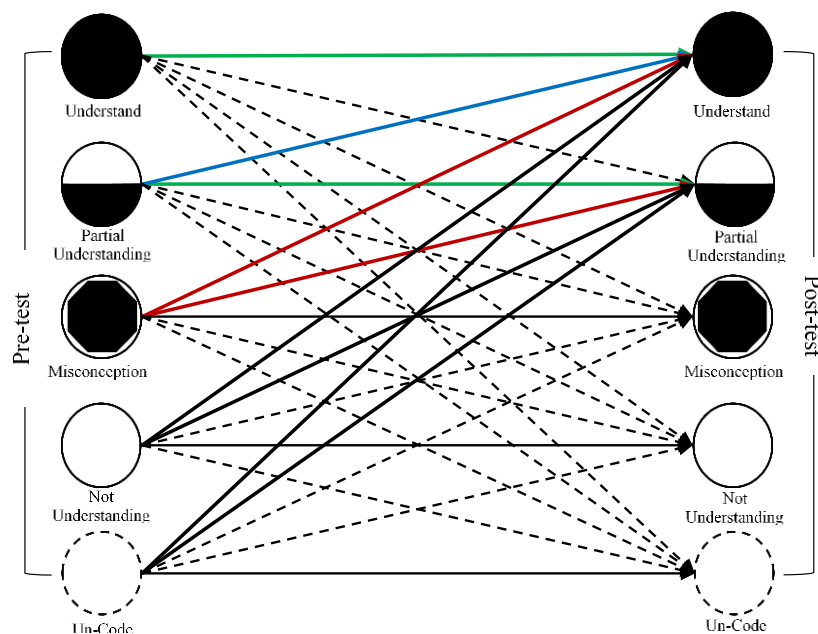 Understand
Understand
Partial
Understanding
Partial
Understanding
Pre-test
Post-test
Misconception
Misconception
Not
Understanding
Not
Understanding
Un-Code
Un-Code